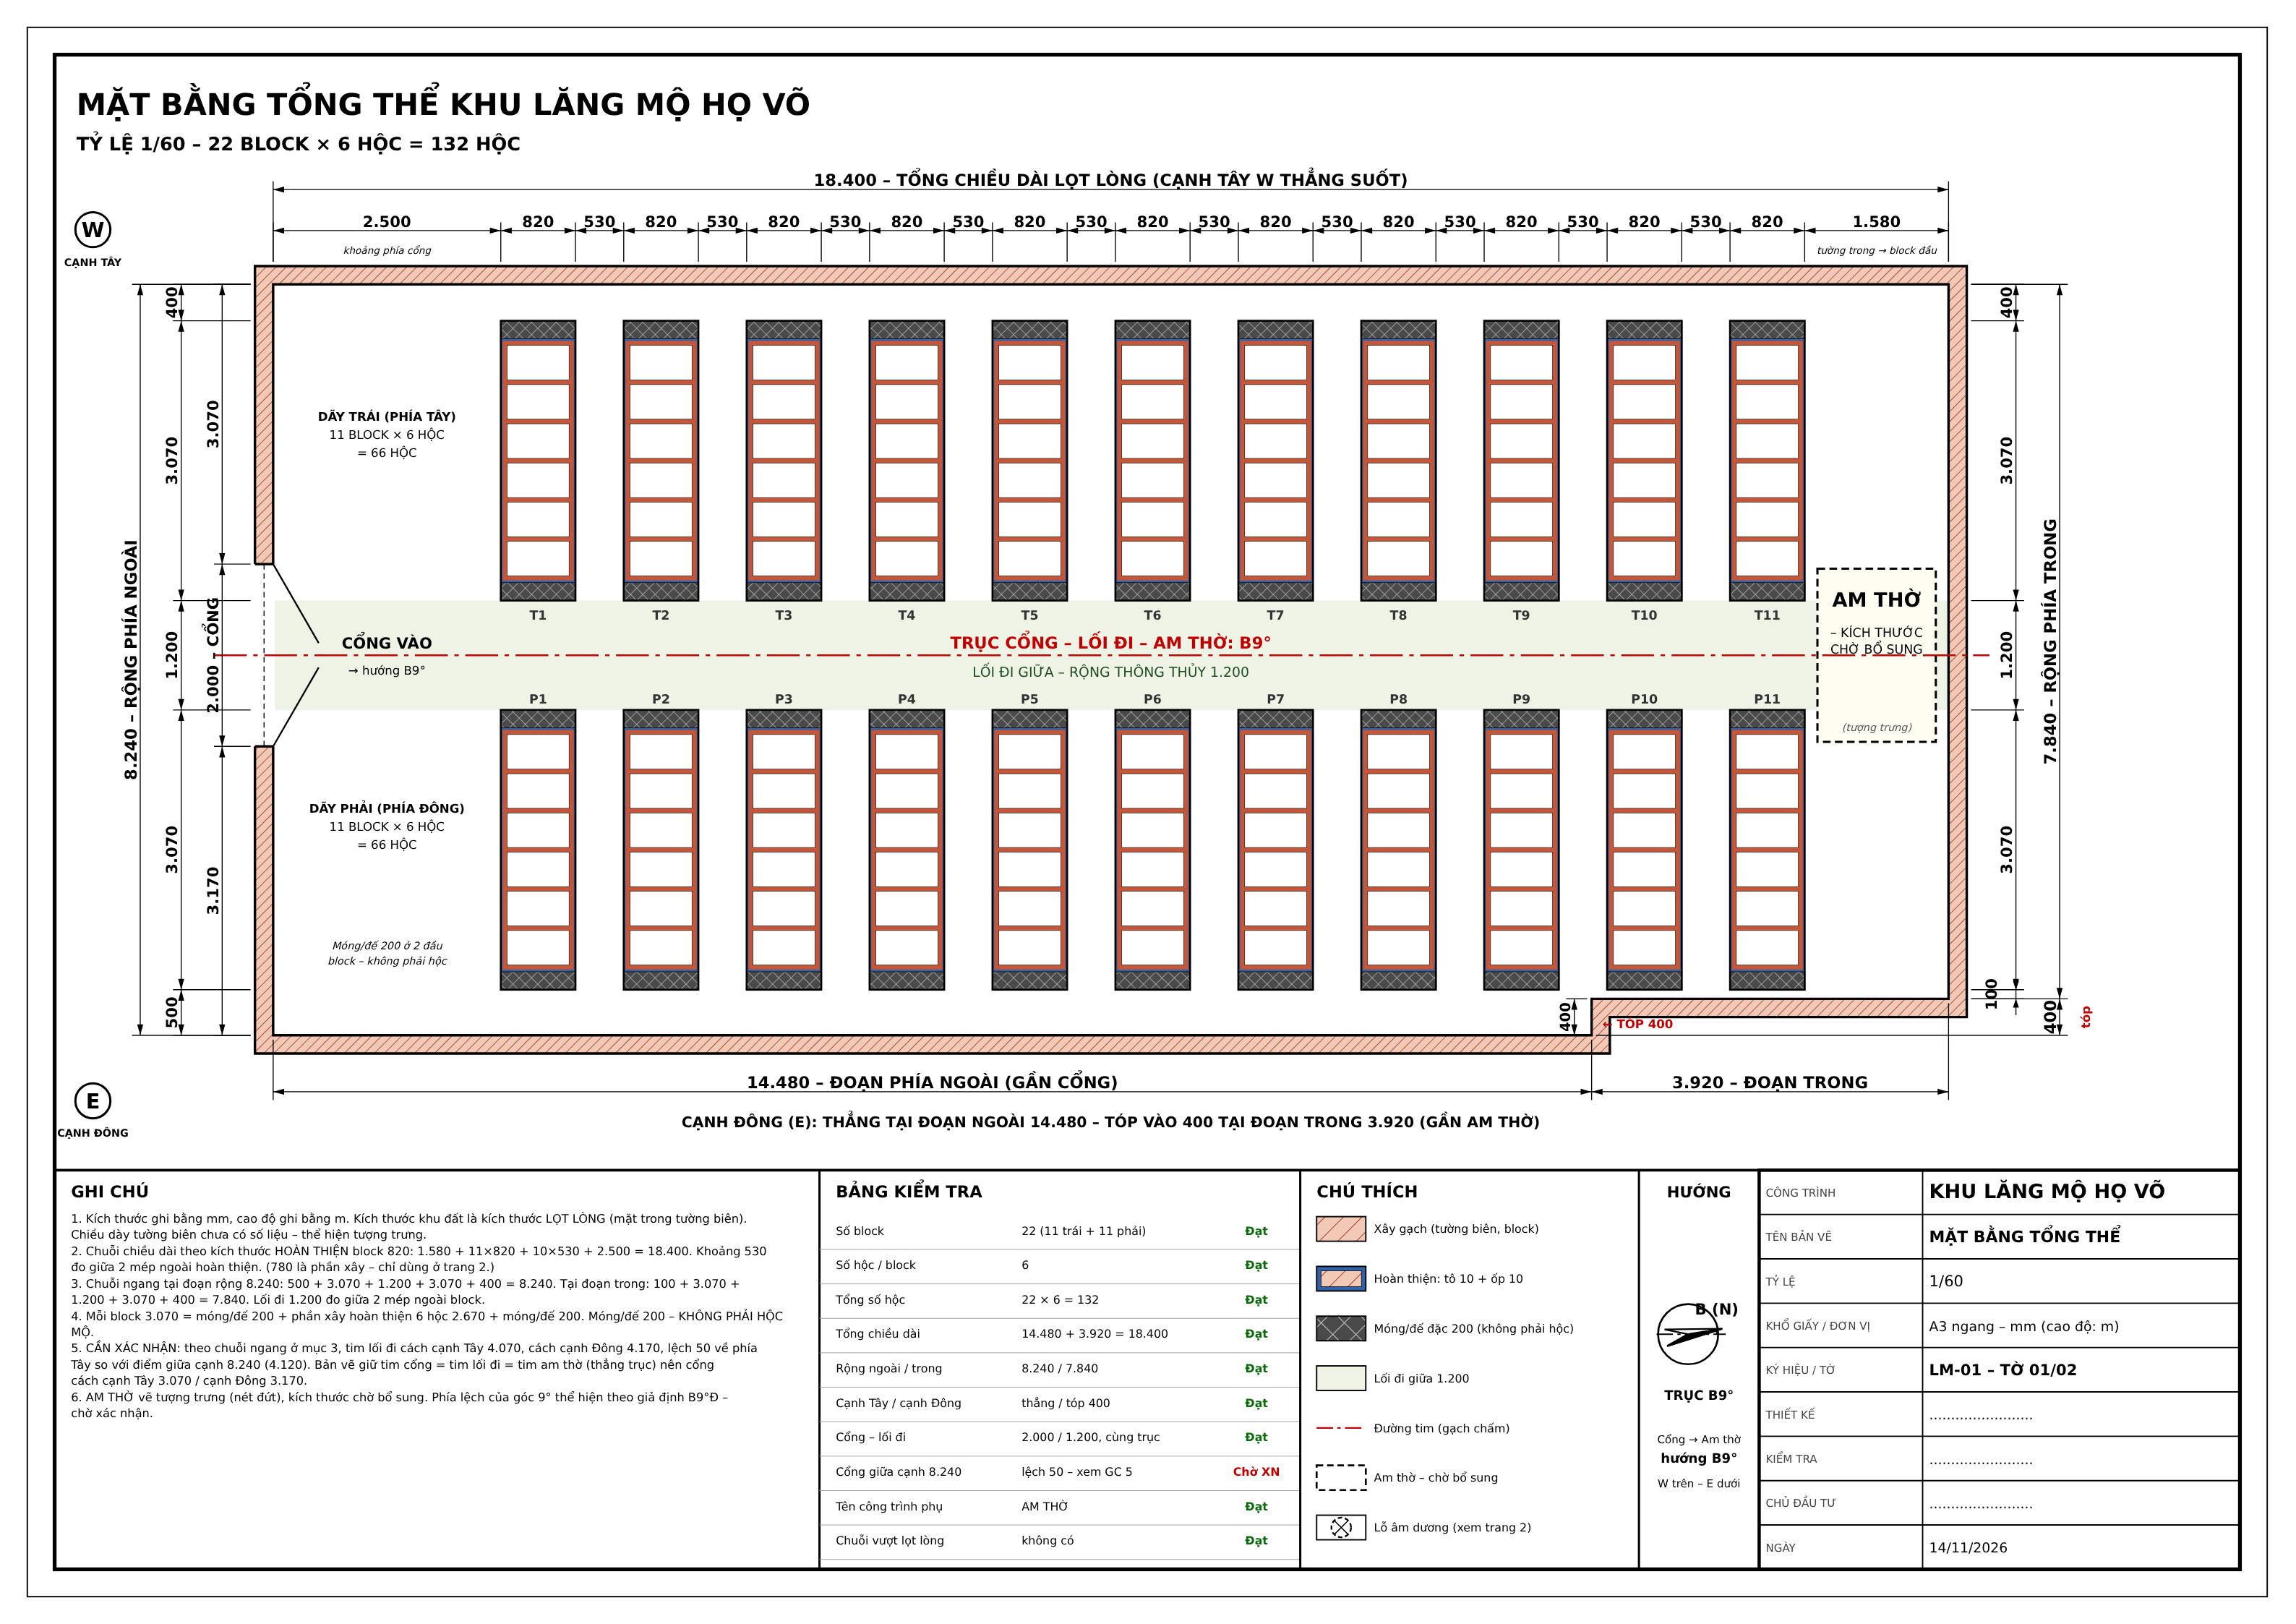 MẶT BẰNG TỔNG THỂ KHU LĂNG MỘ HỌ VÕ
TỶ LỆ 1/60 – 22 BLOCK × 6 HỘC = 132 HỘC
18.400 – TỔNG CHIỀU DÀI LỌT LÒNG (CẠNH TÂY W THẲNG SUỐT)
W
CẠNH TÂY
2.500 820 530 820 530 820 530 820 530 820 530 820 530 820 530 820 530 820 530 820 530 820 1.580
khoảng phía cổng
tường trong → block đầu
8.240 – RỘNG PHÍA NGOÀI
400
3.070
1.200
3.070
500
3.070
2.000 – CỔNG
3.170
DÃY TRÁI (PHÍA TÂY)
11 BLOCK × 6 HỘC
= 66 HỘC
T1 T2 T3 T4 T5 T6 T7 T8 T9 T10 T11
CỔNG VÀO
→ hướng B9°
TRỤC CỔNG – LỐI ĐI – AM THỜ: B9°
LỐI ĐI GIỮA – RỘNG THÔNG THỦY 1.200
AM THỜ
– KÍCH THƯỚC
CHỜ BỔ SUNG
(tượng trưng)
P1 P2 P3 P4 P5 P6 P7 P8 P9 P10 P11
DÃY PHẢI (PHÍA ĐÔNG)
11 BLOCK × 6 HỘC
= 66 HỘC
Móng/đế 200 ở 2 đầu
block – không phải hộc
400
3.070
1.200
3.070
100
7.840 – RỘNG PHÍA TRONG
400
tóp
400
← TÓP 400
14.480 – ĐOẠN PHÍA NGOÀI (GẦN CỔNG)
3.920 – ĐOẠN TRONG
E
CẠNH ĐÔNG
CẠNH ĐÔNG (E): THẲNG TẠI ĐOẠN NGOÀI 14.480 – TÓP VÀO 400 TẠI ĐOẠN TRONG 3.920 (GẦN AM THỜ)
GHI CHÚ
1. Kích thước ghi bằng mm, cao độ ghi bằng m. Kích thước khu đất là kích thước LỌT LÒNG (mặt trong tường biên).
Chiều dày tường biên chưa có số liệu – thể hiện tượng trưng.
2. Chuỗi chiều dài theo kích thước HOÀN THIỆN block 820: 1.580 + 11×820 + 10×530 + 2.500 = 18.400. Khoảng 530
đo giữa 2 mép ngoài hoàn thiện. (780 là phần xây – chỉ dùng ở trang 2.)
3. Chuỗi ngang tại đoạn rộng 8.240: 500 + 3.070 + 1.200 + 3.070 + 400 = 8.240. Tại đoạn trong: 100 + 3.070 +
1.200 + 3.070 + 400 = 7.840. Lối đi 1.200 đo giữa 2 mép ngoài block.
4. Mỗi block 3.070 = móng/đế 200 + phần xây hoàn thiện 6 hộc 2.670 + móng/đế 200. Móng/đế 200 – KHÔNG PHẢI HỘC
MỘ.
5. CẦN XÁC NHẬN: theo chuỗi ngang ở mục 3, tim lối đi cách cạnh Tây 4.070, cách cạnh Đông 4.170, lệch 50 về phía
Tây so với điểm giữa cạnh 8.240 (4.120). Bản vẽ giữ tim cổng = tim lối đi = tim am thờ (thẳng trục) nên cổng
cách cạnh Tây 3.070 / cạnh Đông 3.170.
6. AM THỜ vẽ tượng trưng (nét đứt), kích thước chờ bổ sung. Phía lệch của góc 9° thể hiện theo giả định B9°Đ –
chờ xác nhận.
BẢNG KIỂM TRA
Số block 22 (11 trái + 11 phải) Đạt
Số hộc / block 6 Đạt
Tổng số hộc 22 × 6 = 132 Đạt
Tổng chiều dài 14.480 + 3.920 = 18.400 Đạt
Rộng ngoài / trong 8.240 / 7.840 Đạt
Cạnh Tây / cạnh Đông thẳng / tóp 400 Đạt
Cổng – lối đi 2.000 / 1.200, cùng trục Đạt
Cổng giữa cạnh 8.240 lệch 50 – xem GC 5 Chờ XN
Tên công trình phụ AM THỜ Đạt
Chuỗi vượt lọt lòng không có Đạt
CHÚ THÍCH
Xây gạch (tường biên, block)
Hoàn thiện: tô 10 + ốp 10
Móng/đế đặc 200 (không phải hộc)
Lối đi giữa 1.200
Đường tim (gạch chấm)
Am thờ – chờ bổ sung
Lỗ âm dương (xem trang 2)
HƯỚNG
B (N)
TRỤC B9°
Cổng → Am thờ
hướng B9°
W trên – E dưới
CÔNG TRÌNH KHU LĂNG MỘ HỌ VÕ
TÊN BẢN VẼ MẶT BẰNG TỔNG THỂ
TỶ LỆ 1/60
KHỔ GIẤY / ĐƠN VỊ A3 ngang – mm (cao độ: m)
KÝ HIỆU / TỜ LM-01 – TỜ 01/02
THIẾT KẾ ........................
KIỂM TRA ........................
CHỦ ĐẦU TƯ ........................
NGÀY 14/11/2026